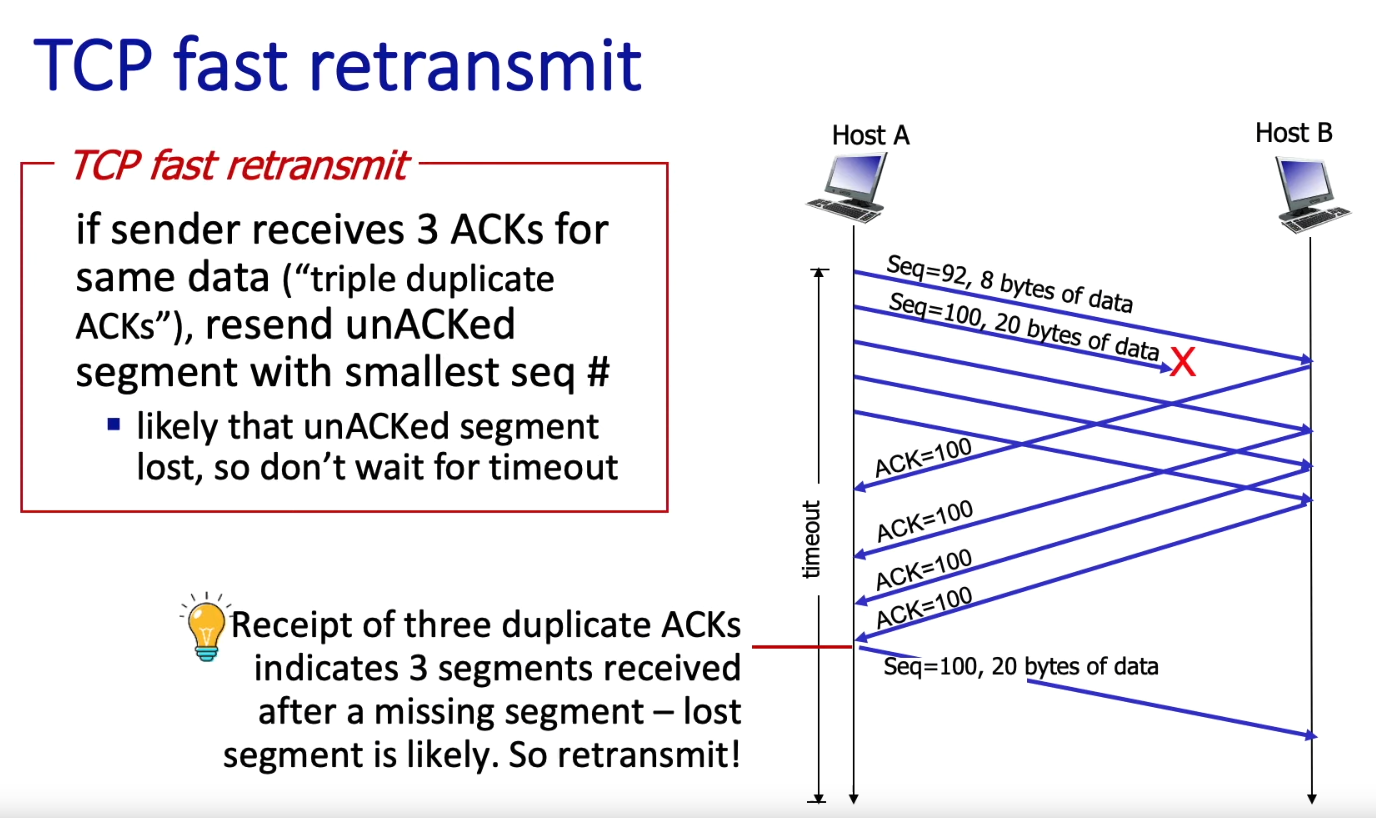 TCP fast retransmit
TCP fast retransmit
if sender receives 3 ACKs for
same data (“triple duplicate
ACKs”), resend unACKed
segment with smallest seq #
▪ likely that unACKed segment
lost, so don’t wait for timeout
Receipt of three duplicate ACKs
indicates 3 segments received
after a missing segment – lost
segment is likely. So retransmit!
Host A
Host B
Seq=92, 8 bytes of data
Seq=100, 20 bytes of data
X
ACK=100
ACK=100
ACK=100
ACK=100
timeout
Seq=100, 20 bytes of data